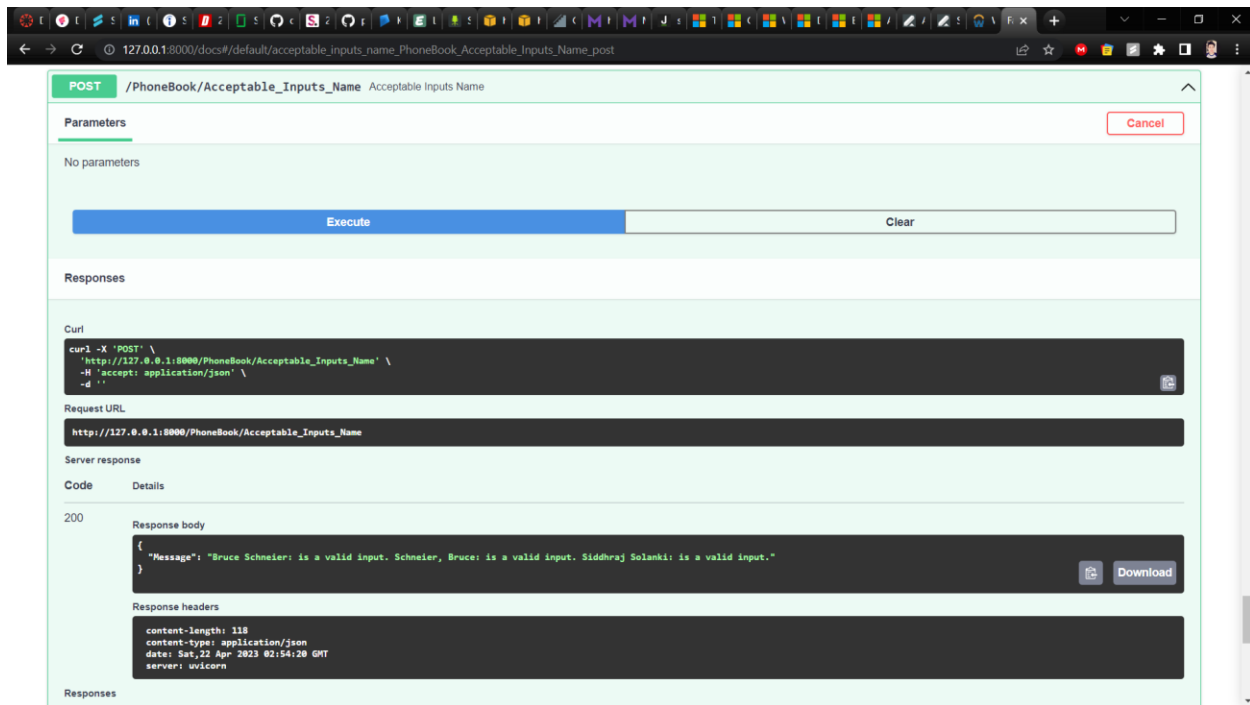 127.0.0.1:8000/docs#/default/acceptable_inputs_name_PhoneBook_Acceptable_Inputs_Name_post
POST /PhoneBook/Acceptable_Inputs_Name Acceptable Inputs Name
Parameters
Cancel
No parameters
Execute
Clear
Responses
Curl
curl -X 'POST' \
'http://127.0.0.1:8000/PhoneBook/Acceptable_Inputs_Name' \
-H 'accept: application/json' \
-d ''
Request URL
http://127.0.0.1:8000/PhoneBook/Acceptable_Inputs_Name
Server response
Code Details
200
Response body
{
"Message": "Bruce Schneier: is a valid input. Schneier, Bruce: is a valid input. Siddhraj Solanki: is a valid input."
}
Download
Response headers
content-length: 118
content-type: application/json
date: Sat,22 Apr 2023 02:54:20 GMT
server: uvicorn
Responses